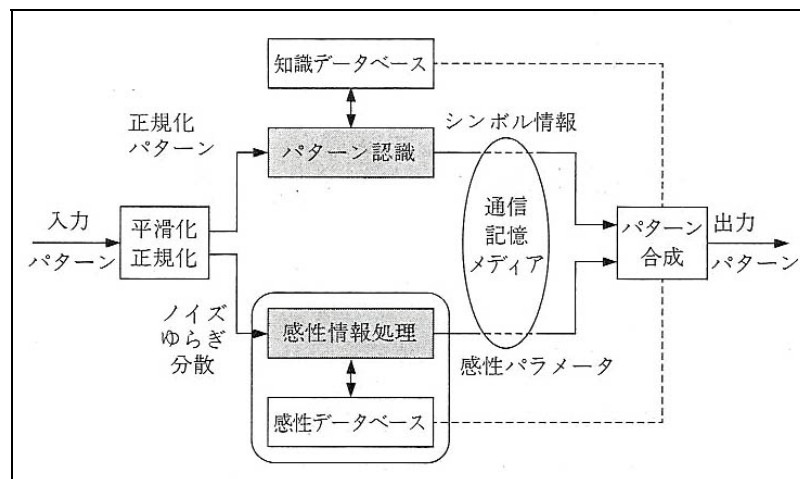 知識データベース
正規化
パターン
パターン認識
シンボル情報
入力
パターン
平滑化
正規化
通信
記憶
メディア
パターン
合成
出力
パターン
ノイズ
ゆらぎ
分散
感性情報処理
感性パラメータ
感性データベース